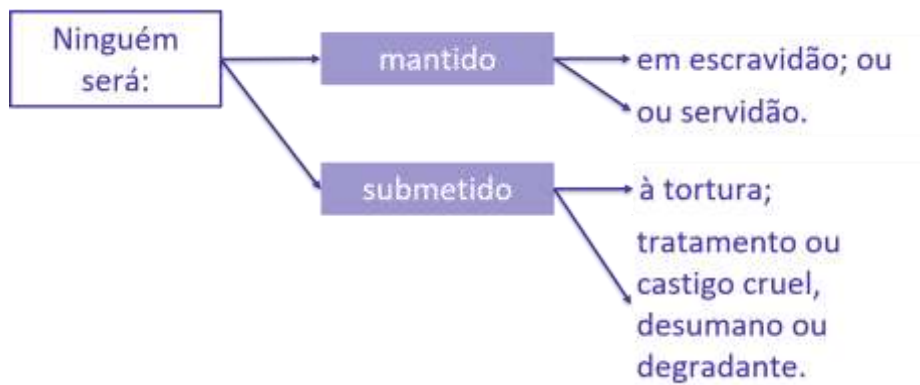 Ninguém
será:
mantido
em escravidão; ou
ou servidão.
submetido
à tortura;
tratamento ou
castigo cruel,
desumano ou
degradante.